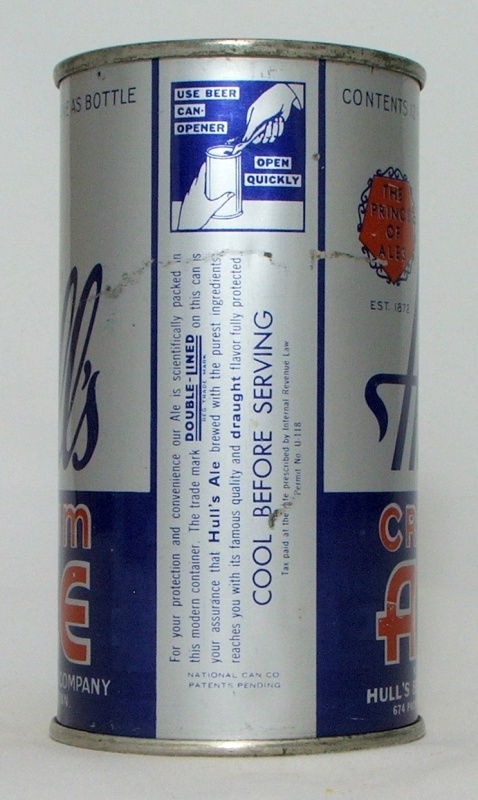 AS BOTTLE
ll's
m
E
COMPANY
USE BEER
CAN-
OPENER
OPEN
QUICKLY
For your protection and convenience our Ale is scientifically packed in
this modern container. The trade mark DOUBLE-LINED on this can is
REG. TRADE MARK
your assurance that Hull's Ale brewed with the purest ingredients,
reaches you with its famous quality and draught flavor fully protected.
COOL BEFORE SERVING
Tax paid at the rate prescribed by Internal Revenue Law
Permit No. U-118
NATIONAL CAN CO.
PATENTS PENDING
CONTENTS 12
THE
PRINCE
OF
ALES
EST. 1872
H
CR
A
HULL'S
674